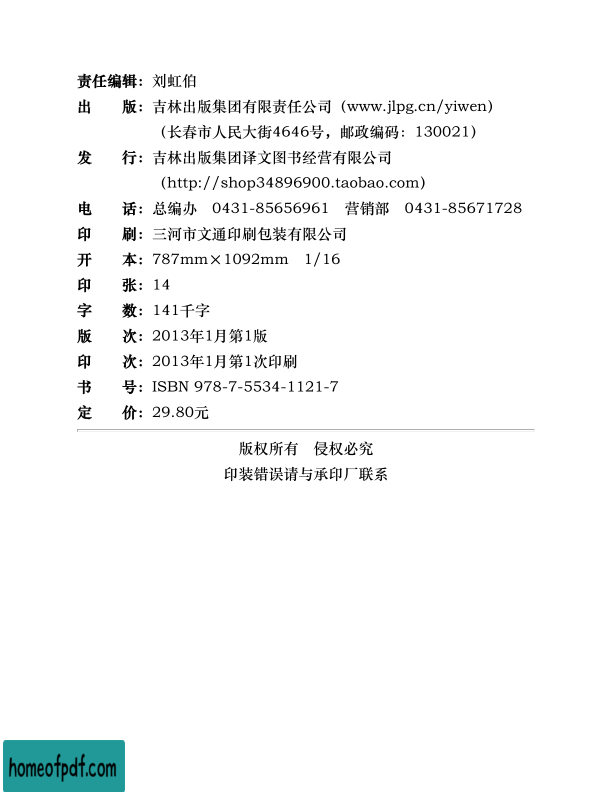 责任编辑：刘虹伯
出　　版：吉林出版集团有限责任公司（www.jlpg.cn/yiwen）
（长春市人民大街4646号，邮政编码：130021）
发　　行：吉林出版集团译文图书经营有限公司
（http://shop34896900.taobao.com）
电　　话：总编办　0431-85656961　营销部　0431-85671728
印　　刷：三河市文通印刷包装有限公司
开　　本：787mm×1092mm　1/16
印　　张：14
字　　数：141千字
版　　次：2013年1月第1版
印　　次：2013年1月第1次印刷
书　　号：ISBN 978-7-5534-1121-7
定　　价：29.80元
版权所有　侵权必究
印装错误请与承印厂联系
homeofpdf.com